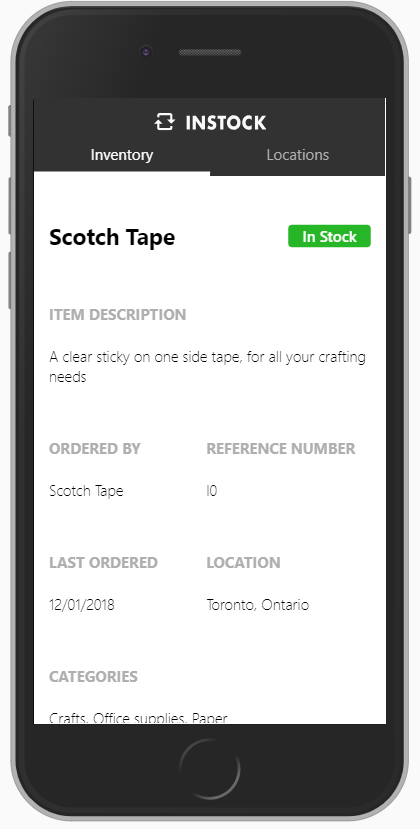 INSTOCK
Inventory Locations
Scotch Tape In Stock
ITEM DESCRIPTION
A clear sticky on one side tape, for all your crafting
needs
ORDERED BY REFERENCE NUMBER
Scotch Tape I0
LAST ORDERED LOCATION
12/01/2018 Toronto, Ontario
CATEGORIES
Crafts, Office supplies, Paper